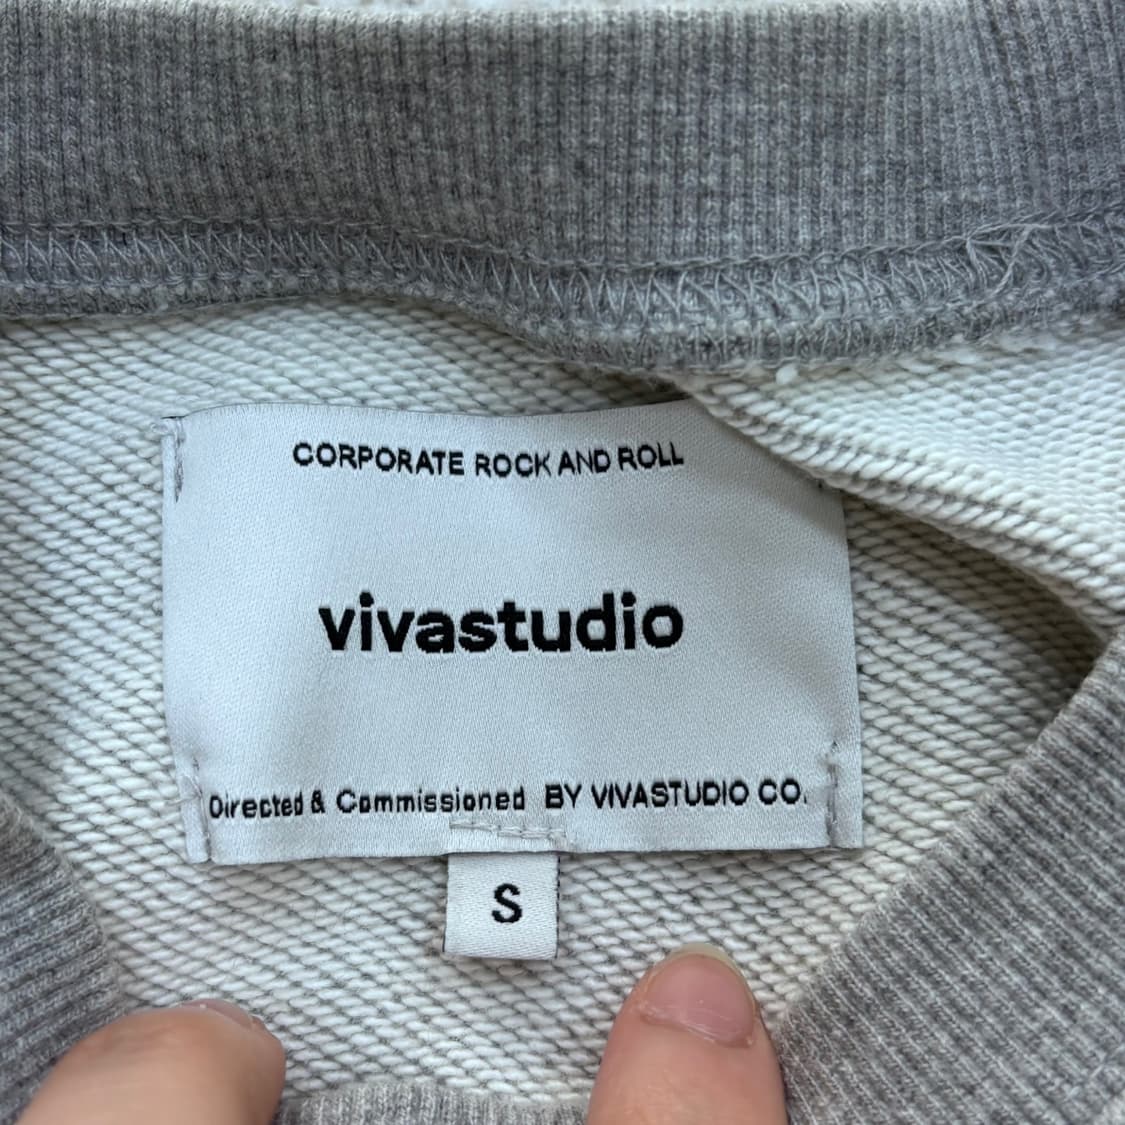 CORPORATE ROCK AND ROLL
vivastudio
Directed & Commissioned BY VIVASTUDIO CO.
S